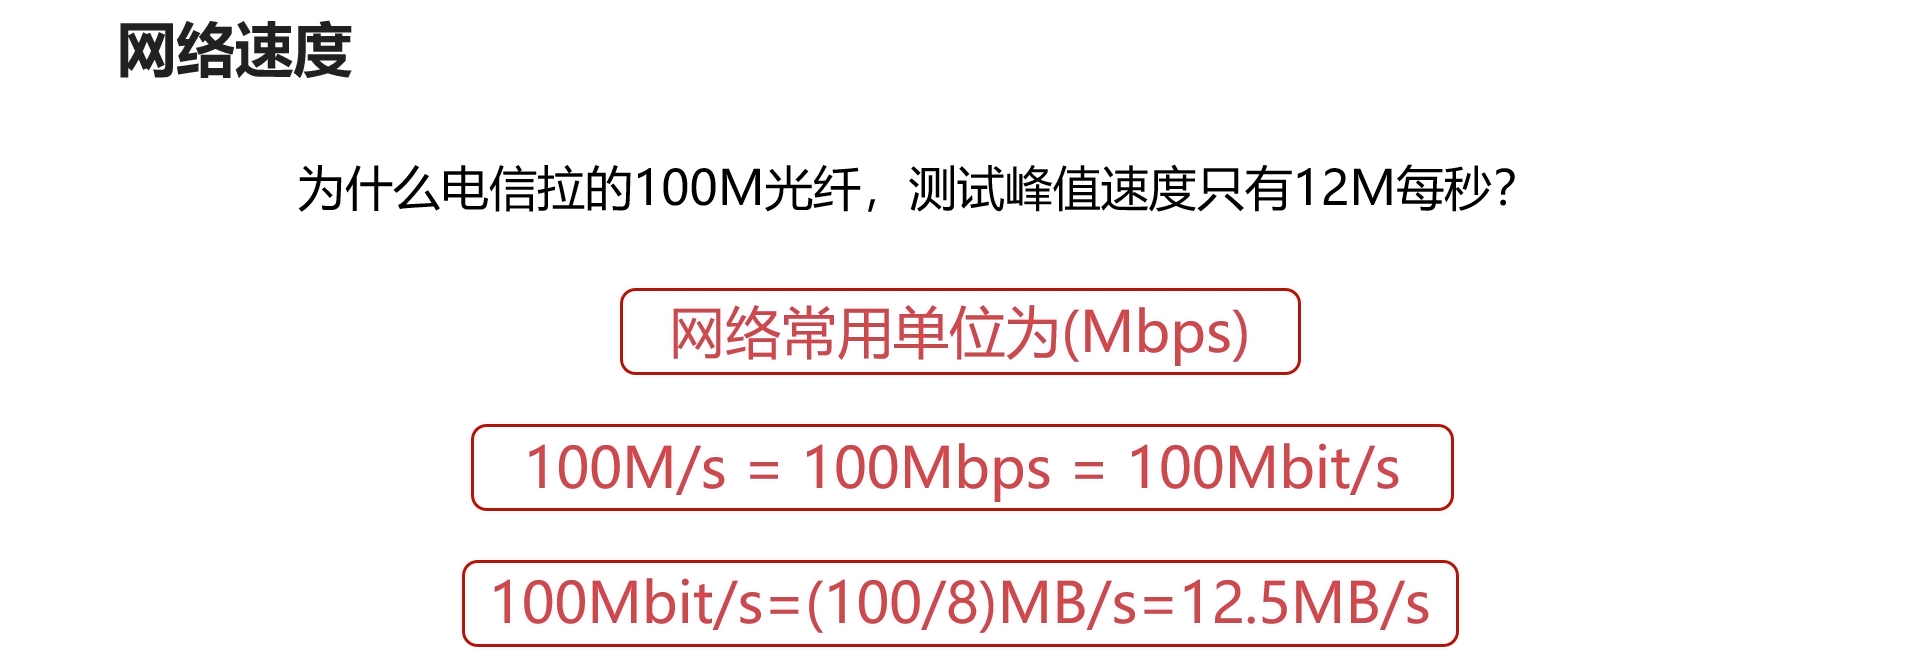 网络速度
为什么电信拉的100M光纤，测试峰值速度只有12M每秒？
网络常用单位为(Mbps)
100M/s = 100Mbps = 100Mbit/s
100Mbit/s=(100/8)MB/s=12.5MB/s